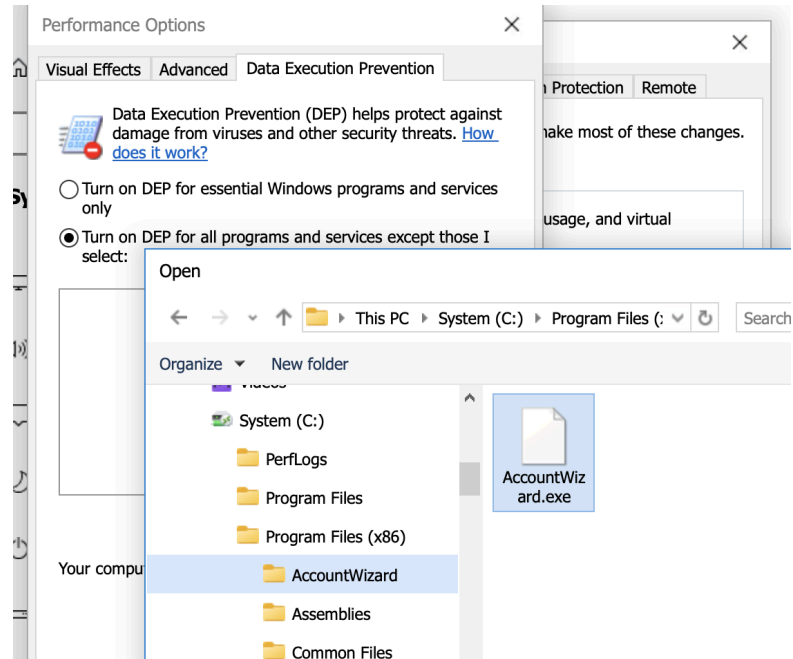 Performance Options
Visual Effects Advanced Data Execution Prevention
Data Execution Prevention (DEP) helps protect against
damage from viruses and other security threats. How
does it work?
Turn on DEP for essential Windows programs and services
only
Turn on DEP for all programs and services except those I
select:
Protection Remote
make most of these changes.
usage, and virtual
Open
This PC System (C:) Program Files (
Search
Organize New folder
Videos
System (C:)
PerfLogs
Program Files
Program Files (x86)
AccountWizard
Assemblies
Common Files
AccountWiz
ard.exe
Your compu
Sy